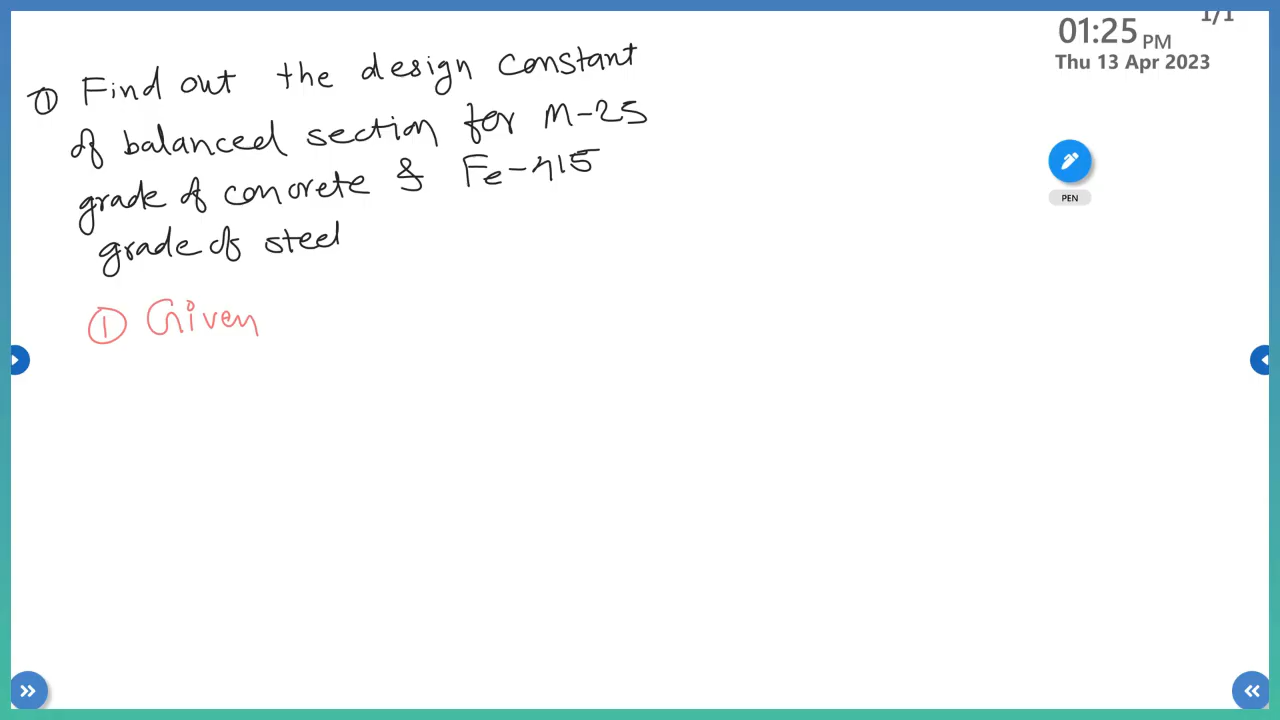 1/1
01:25 PM
Thu 13 Apr 2023
① Find out the design constant
of balanced section for M-25
grade of concrete & Fe-415
grade of steel
① Given
PEN